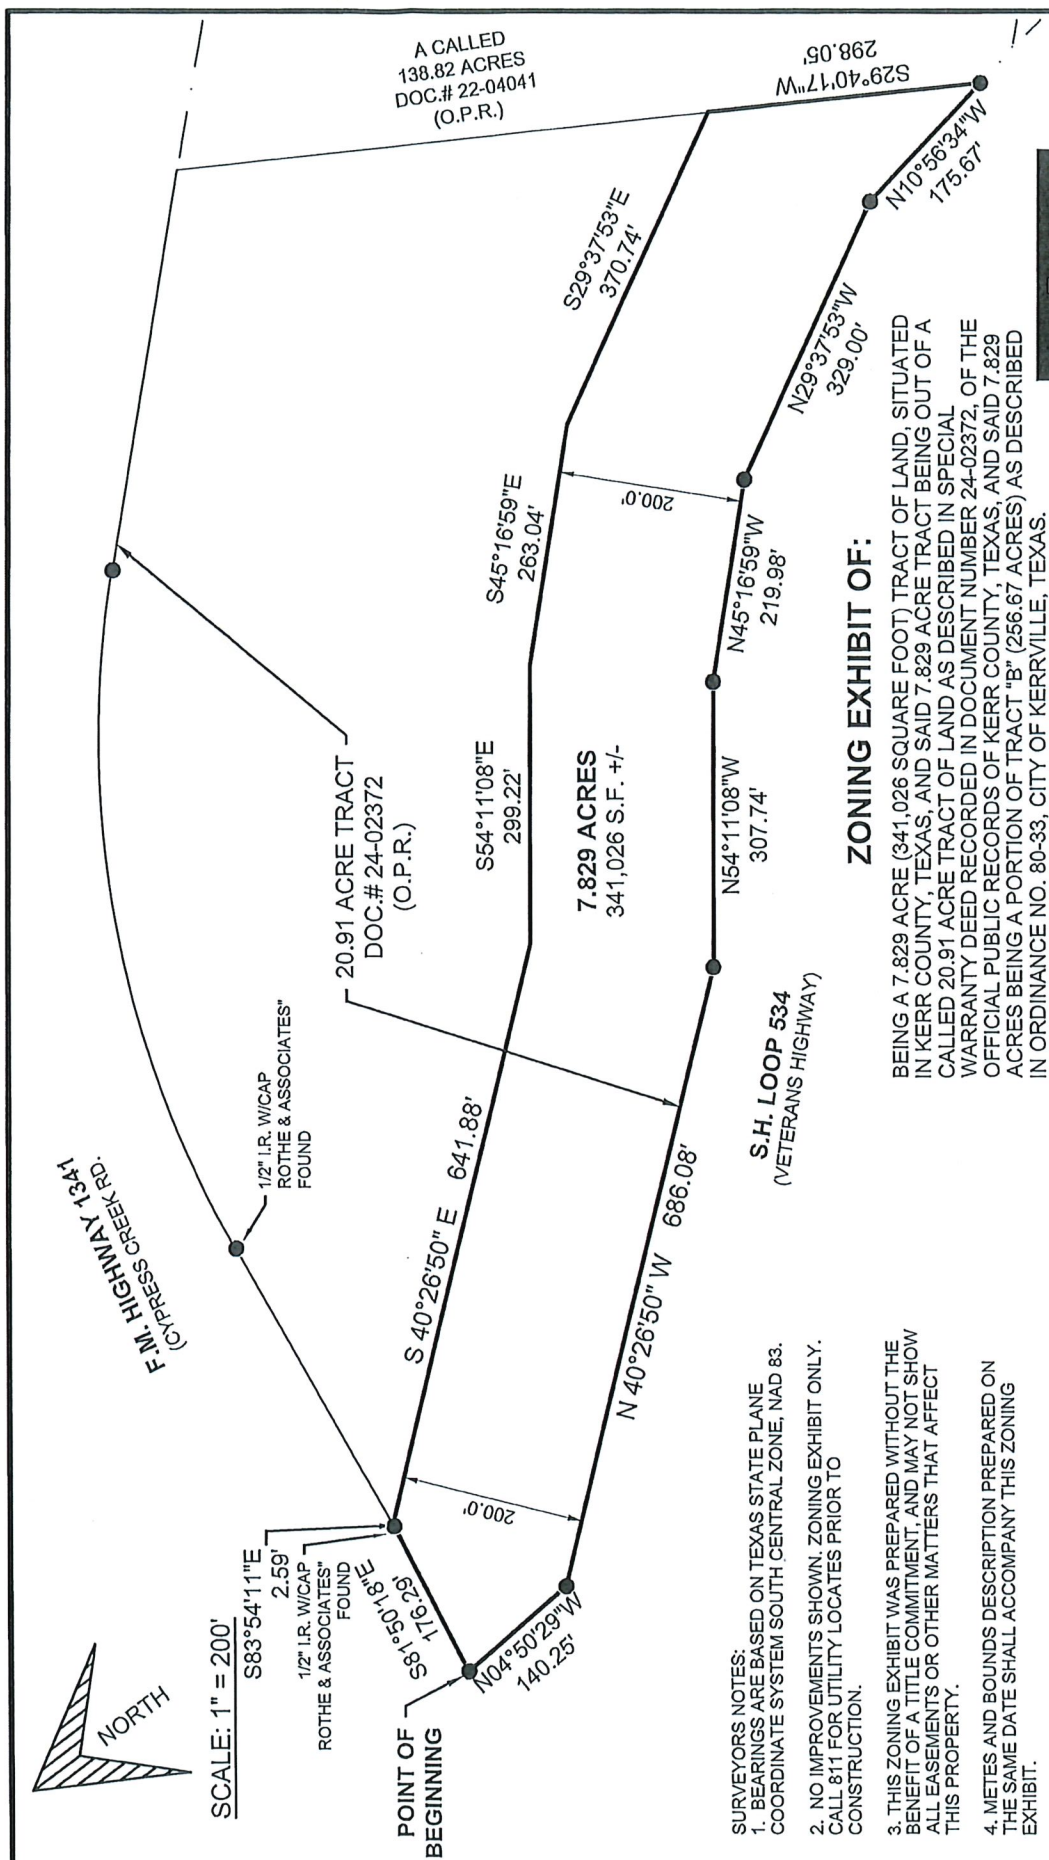 NORTH
SCALE: 1" = 200'
S83°54'11"E
2.59'
1/2" I.R. W/CAP
ROTHE & ASSOCIATES"
FOUND
POINT OF
BEGINNING
S81°50'18"E
176.29'
N04°50'29"W
140.25'
F.M. HIGHWAY 1341
(CYPRESS CREEK RD.
1/2" I.R. W/CAP
ROTHE & ASSOCIATES"
FOUND
20.91 ACRE TRACT
DOC.# 24-02372
(O.P.R.)
A CALLED
138.82 ACRES
DOC.# 22-04041
(O.P.R.)
S 40°26'50" E 641.88'
S54°11'08"E
299.22'
S45°16'59"E
263.04'
S29°37'53"E
370.74'
S29°40'17"W
298.05'
200.0'
200.0'
7.829 ACRES
341,026 S.F. +/-
N 40°26'50" W 686.08'
N54°11'08"W
307.74'
N45°16'59"W
219.98'
N29°37'53"W
329.00'
N10°56'34"W
175.67'
S.H. LOOP 534
(VETERANS HIGHWAY)
ZONING EXHIBIT OF:
BEING A 7.829 ACRE (341,026 SQUARE FOOT) TRACT OF LAND, SITUATED
IN KERR COUNTY, TEXAS, AND SAID 7.829 ACRE TRACT BEING OUT OF A
CALLED 20.91 ACRE TRACT OF LAND AS DESCRIBED IN SPECIAL
WARRANTY DEED RECORDED IN DOCUMENT NUMBER 24-02372, OF THE
OFFICIAL PUBLIC RECORDS OF KERR COUNTY, TEXAS, AND SAID 7.829
ACRES BEING A PORTION OF TRACT "B" (256.67 ACRES) AS DESCRIBED
IN ORDINANCE NO. 80-33, CITY OF KERRVILLE, TEXAS.
SURVEYORS NOTES:
1. BEARINGS ARE BASED ON TEXAS STATE PLANE
COORDINATE SYSTEM SOUTH CENTRAL ZONE, NAD 83.
2. NO IMPROVEMENTS SHOWN. ZONING EXHIBIT ONLY.
CALL 811 FOR UTILITY LOCATES PRIOR TO
CONSTRUCTION.
3. THIS ZONING EXHIBIT WAS PREPARED WITHOUT THE
BENEFIT OF A TITLE COMMITMENT, AND MAY NOT SHOW
ALL EASEMENTS OR OTHER MATTERS THAT AFFECT
THIS PROPERTY.
4. METES AND BOUNDS DESCRIPTION PREPARED ON
THE SAME DATE SHALL ACCOMPANY THIS ZONING
EXHIBIT.